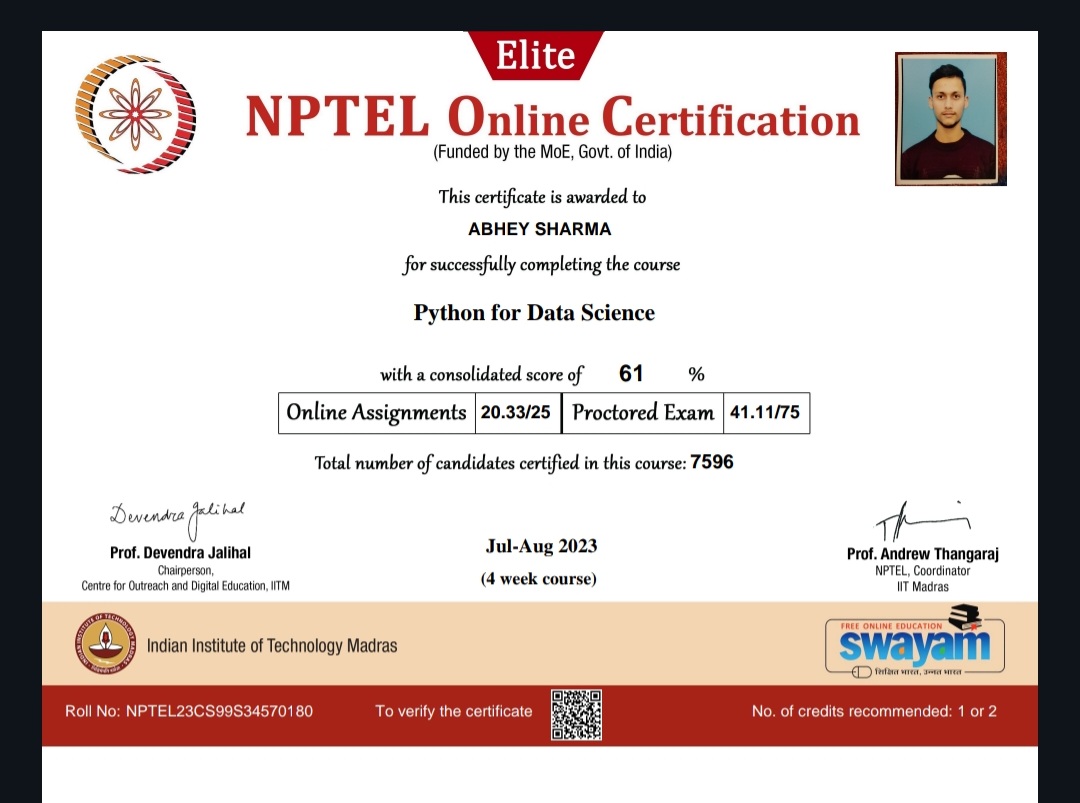 Elite
NPTEL Online Certification
(Funded by the MoE, Govt. of India)
This certificate is awarded to
ABHEY SHARMA
for successfully completing the course
Python for Data Science
with a consolidated score of 61 %
Online Assignments 20.33/25 Proctored Exam 41.11/75
Total number of candidates certified in this course: 7596
Devendra Jalihal
Prof. Devendra Jalihal
Chairperson,
Centre for Outreach and Digital Education, IITM
Jul-Aug 2023
(4 week course)
Prof. Andrew Thangaraj
NPTEL, Coordinator
IIT Madras
Indian Institute of Technology Madras
FREE ONLINE EDUCATION
swayam
शिक्षित भारत, उन्नत भारत
Roll No: NPTEL23CS99S34570180
To verify the certificate
No. of credits recommended: 1 or 2